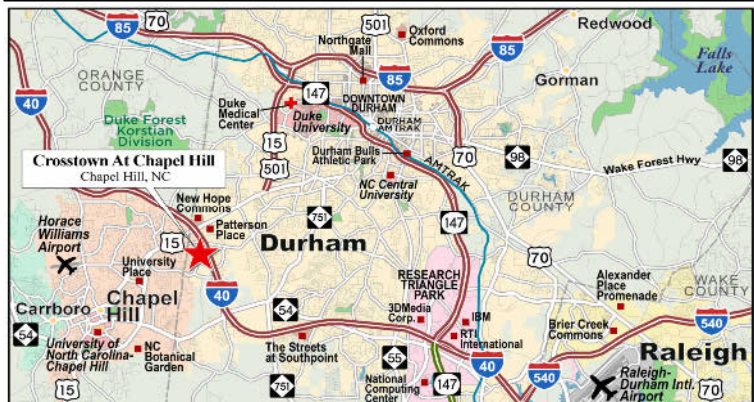 70
85
501
Oxford
Commons
Redwood
Northgate
Mall
85
Falls
Lake
ORANGE
COUNTY
40
Gorman
85
147
DOWNTOWN
DURHAM
Duke
Medical
Center
Duke
University
DURHAM
AMTRAK
Duke Forest
Korstian
Division
15
501
Durham Bulls
Athletic Park
AMTRAK
70
98
Wake Forest Hwy
98
Crosstown At Chapel Hill
Chapel Hill, NC
NC Central
University
New Hope
Commons
DURHAM
COUNTY
751
147
Horace
Williams
Airport
15
Patterson
Place
Durham
70
University
Place
RESEARCH
TRIANGLE
PARK
WAKE
COUNTY
40
Alexander
Place
Promenade
Carrboro
Chapel
Hill
54
3DMedia
Corp.
IBM
540
54
Brier Creek
Commons
RTI
International
University of
North Carolina-
Chapel Hill
NC
Botanical
Garden
The Streets
at Southpoint
55
40
Raleigh
540
Raleigh-
Durham Intl.
Airport
15
751
National
Computing
Center
147
70